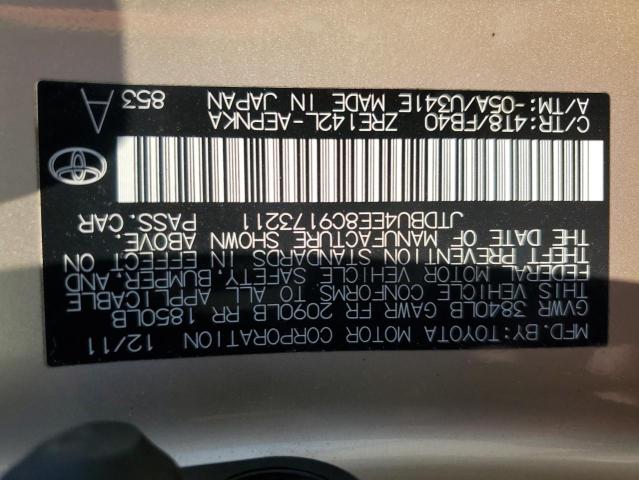 MFD. BY: TOYOTA MOTOR CORPORATION 12/11
GVWR 3840LB GAWR FR 2090LB RR 1850LB
THIS VEHICLE CONFORMS TO ALL APPLICABLE
FEDERAL MOTOR VEHICLE SAFETY, BUMPER, AND
THEFT PREVENTION STANDARDS IN EFFECT ON
THE DATE OF MANUFACTURE SHOWN ABOVE.
JTDBU4EE8C9173211 PASS. CAR
ZRE142L-AEPNKA MADE IN JAPAN
C/TR: 4T8/FB40 853
A/TM: -05A/U341E A